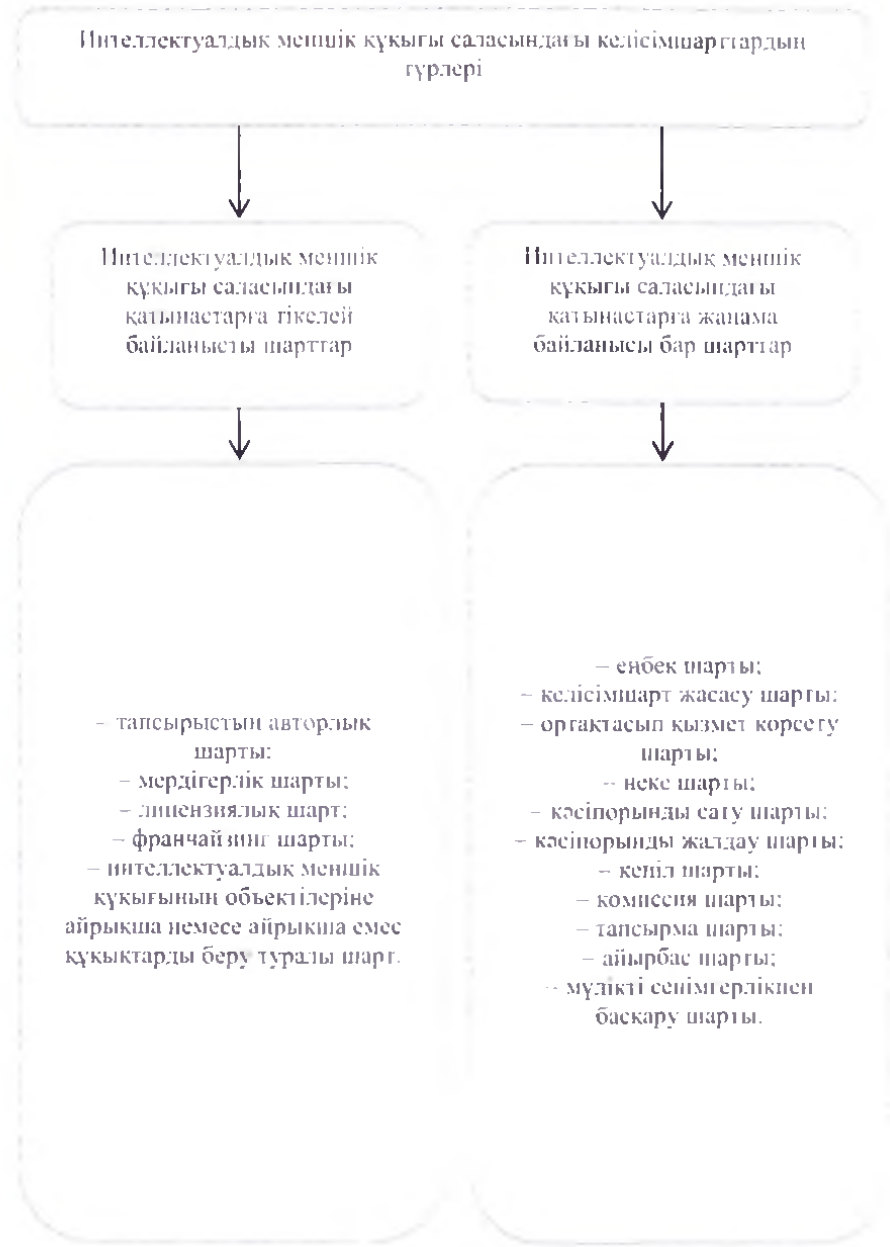 Интеллектуалдық меншік құқығы саласындағы келісімшарттардың
түрлері
Интеллектуалдық меншік
құқығы саласындағы
қатынастарға тікелей
байланысты шарттар
Интеллектуалдық меншік
құқығы саласындағы
қатынастарға жанама
байланысы бар шарттар
– тапсырыстың авторлық
шарты;
– мердігерлік шарты;
– лицензиялық шарт;
– франчайзинг шарты;
– интеллектуалдық меншік
құқығының объектілеріне
айрықша немесе айрықша емес
құқықтарды беру туралы шарт.
– еңбек шарты;
– келісімшарт жасасу шарты;
– ортақтасып қызмет көрсету
шарты;
– неке шарты;
– кәсіпорынды сату шарты;
– кәсіпорынды жалдау шарты;
– кепіл шарты;
– комиссия шарты;
– тапсырма шарты;
– айырбас шарты;
– мүлікті сенімгерлікпен
басқару шарты.